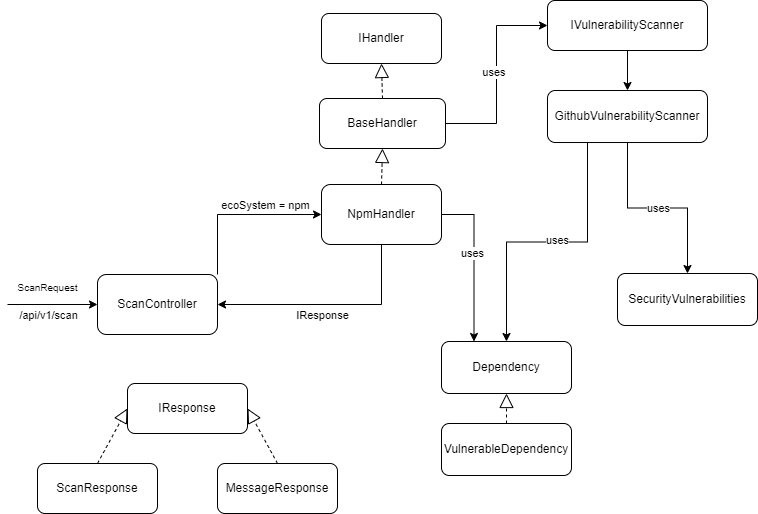 IHandler
IVulnerabilityScanner
uses
BaseHandler
GithubVulnerabilityScanner
ecoSystem = npm
NpmHandler
uses
uses
uses
ScanRequest
/api/v1/scan
ScanController
IResponse
SecurityVulnerabilities
Dependency
IResponse
VulnerableDependency
ScanResponse
MessageResponse